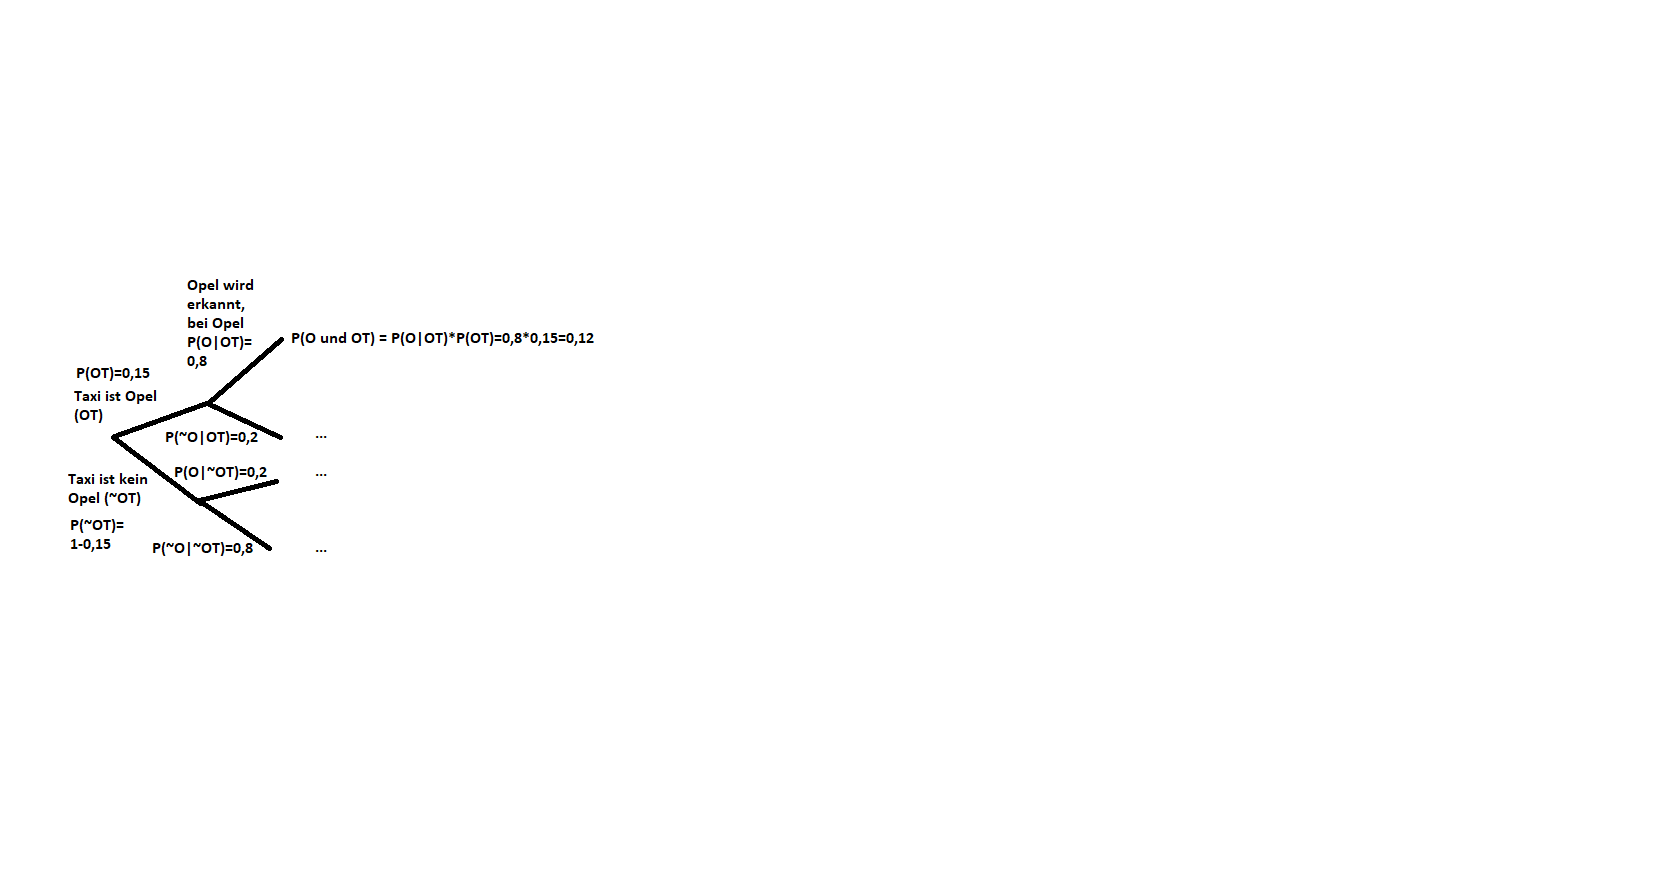 Opel wird
erkannt,
bei Opel
P(O|OT)=
0,8
P(O und OT) = P(O|OT)*P(OT)=0,8*0,15=0,12
P(OT)=0,15
Taxi ist Opel
(OT)
P(~O|OT)=0,2
...
P(O|~OT)=0,2
...
Taxi ist kein
Opel (~OT)
P(~OT)=
1-0,15
P(~O|~OT)=0,8
...